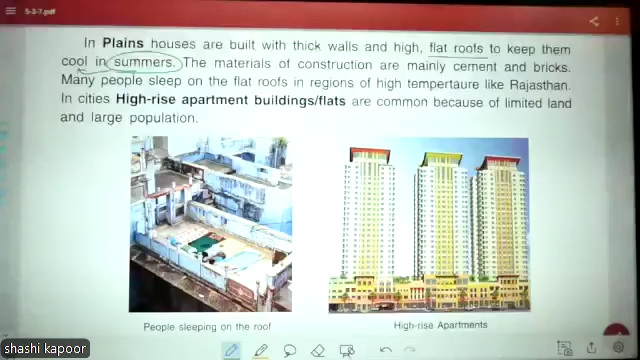 5-3-7.pdf
In Plains houses are built with thick walls and high, flat roofs to keep them
cool in summers. The materials of construction are mainly cement and bricks.
Many people sleep on the flat roofs in regions of high tempertaure like Rajasthan.
In cities High-rise apartment buildings/flats are common because of limited land
and large population.
People sleeping on the roof
High-rise Apartments
shashi kapoor